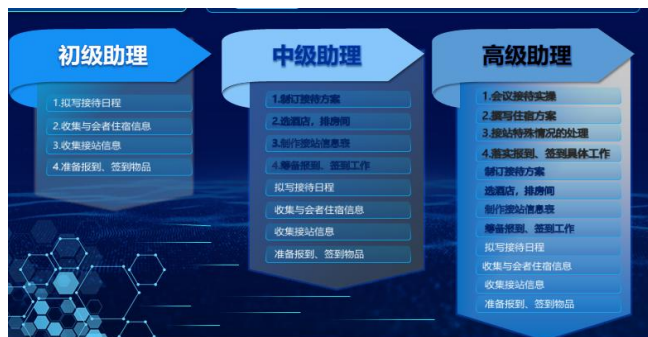 初级助理
1.拟写接待日程
2.收集与会者住宿信息
3.收集接站信息
4.准备报到、签到物品
中级助理
1.制订接待方案
2.选酒店，排房间
3.制作接站信息表
4.筹备报到、签到工作
拟写接待日程
收集与会者住宿信息
收集接站信息
准备报到、签到物品
高级助理
1.会议接待实操
2.撰写住宿方案
3.接站特殊情况的处理
4.落实报到、签到具体工作
制订接待方案
选酒店，排房间
制作接站信息表
筹备报到、签到工作
拟写接待日程
收集与会者住宿信息
收集接站信息
准备报到、签到物品